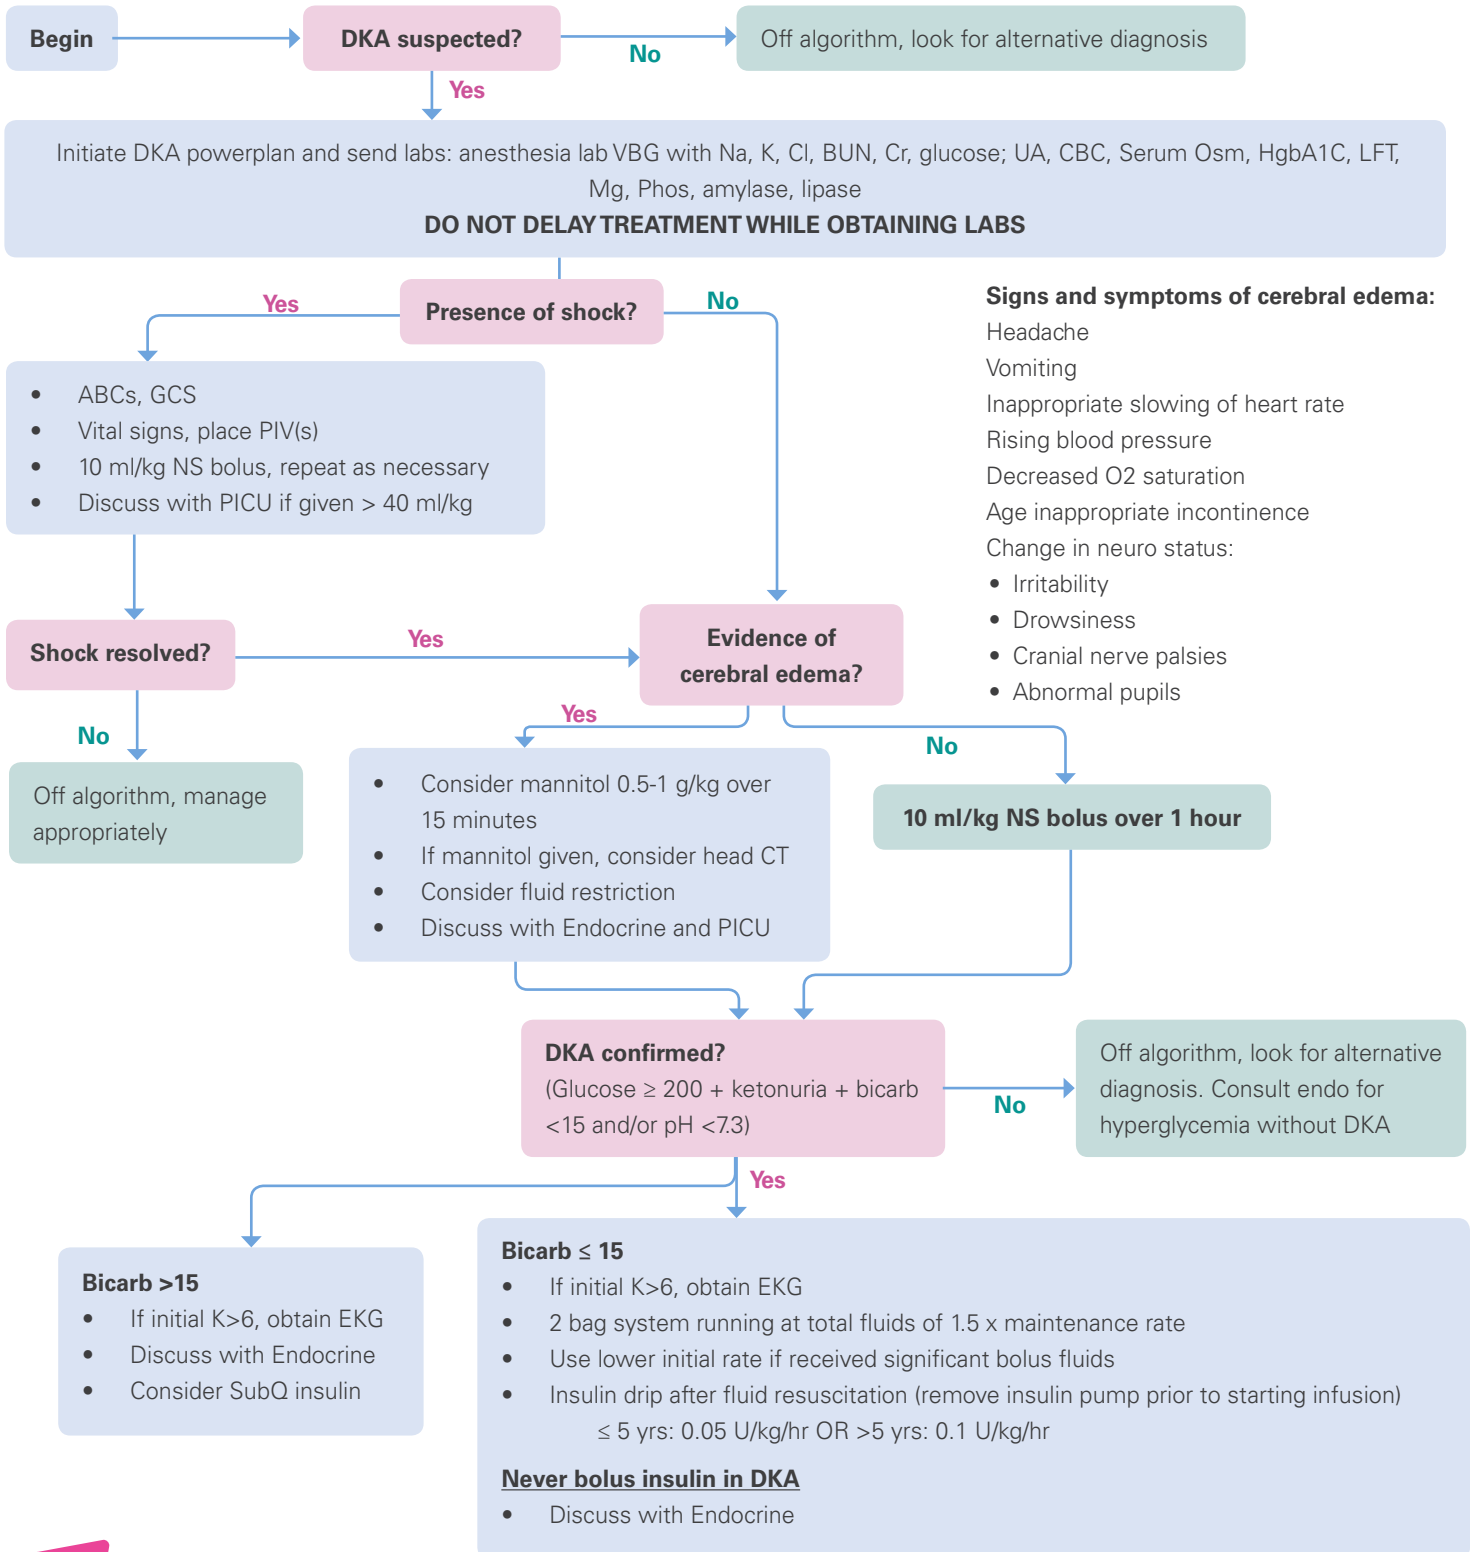 Begin
DKA suspected?
No
Off algorithm, look for alternative diagnosis
Yes
Initiate DKA powerplan and send labs: anesthesia lab VBG with Na, K, Cl, BUN, Cr, glucose; UA, CBC, Serum Osm, HgbA1C, LFT,
Mg, Phos, amylase, lipase
DO NOT DELAY TREATMENT WHILE OBTAINING LABS
Presence of shock?
Yes
No
• ABCs, GCS
• Vital signs, place PIV(s)
• 10 ml/kg NS bolus, repeat as necessary
• Discuss with PICU if given > 40 ml/kg
Signs and symptoms of cerebral edema:
Headache
Vomiting
Inappropriate slowing of heart rate
Rising blood pressure
Decreased O2 saturation
Age inappropriate incontinence
Change in neuro status:
• Irritability
• Drowsiness
• Cranial nerve palsies
• Abnormal pupils
Shock resolved?
Yes
Evidence of
cerebral edema?
No
Off algorithm, manage
appropriately
Yes
No
• Consider mannitol 0.5-1 g/kg over
15 minutes
• If mannitol given, consider head CT
• Consider fluid restriction
• Discuss with Endocrine and PICU
10 ml/kg NS bolus over 1 hour
DKA confirmed?
(Glucose ≥ 200 + ketonuria + bicarb
<15 and/or pH <7.3)
No
Off algorithm, look for alternative
diagnosis. Consult endo for
hyperglycemia without DKA
Yes
Bicarb >15
• If initial K>6, obtain EKG
• Discuss with Endocrine
• Consider SubQ insulin
Bicarb ≤ 15
• If initial K>6, obtain EKG
• 2 bag system running at total fluids of 1.5 x maintenance rate
• Use lower initial rate if received significant bolus fluids
• Insulin drip after fluid resuscitation (remove insulin pump prior to starting infusion)
≤ 5 yrs: 0.05 U/kg/hr OR >5 yrs: 0.1 U/kg/hr
Never bolus insulin in DKA
• Discuss with Endocrine